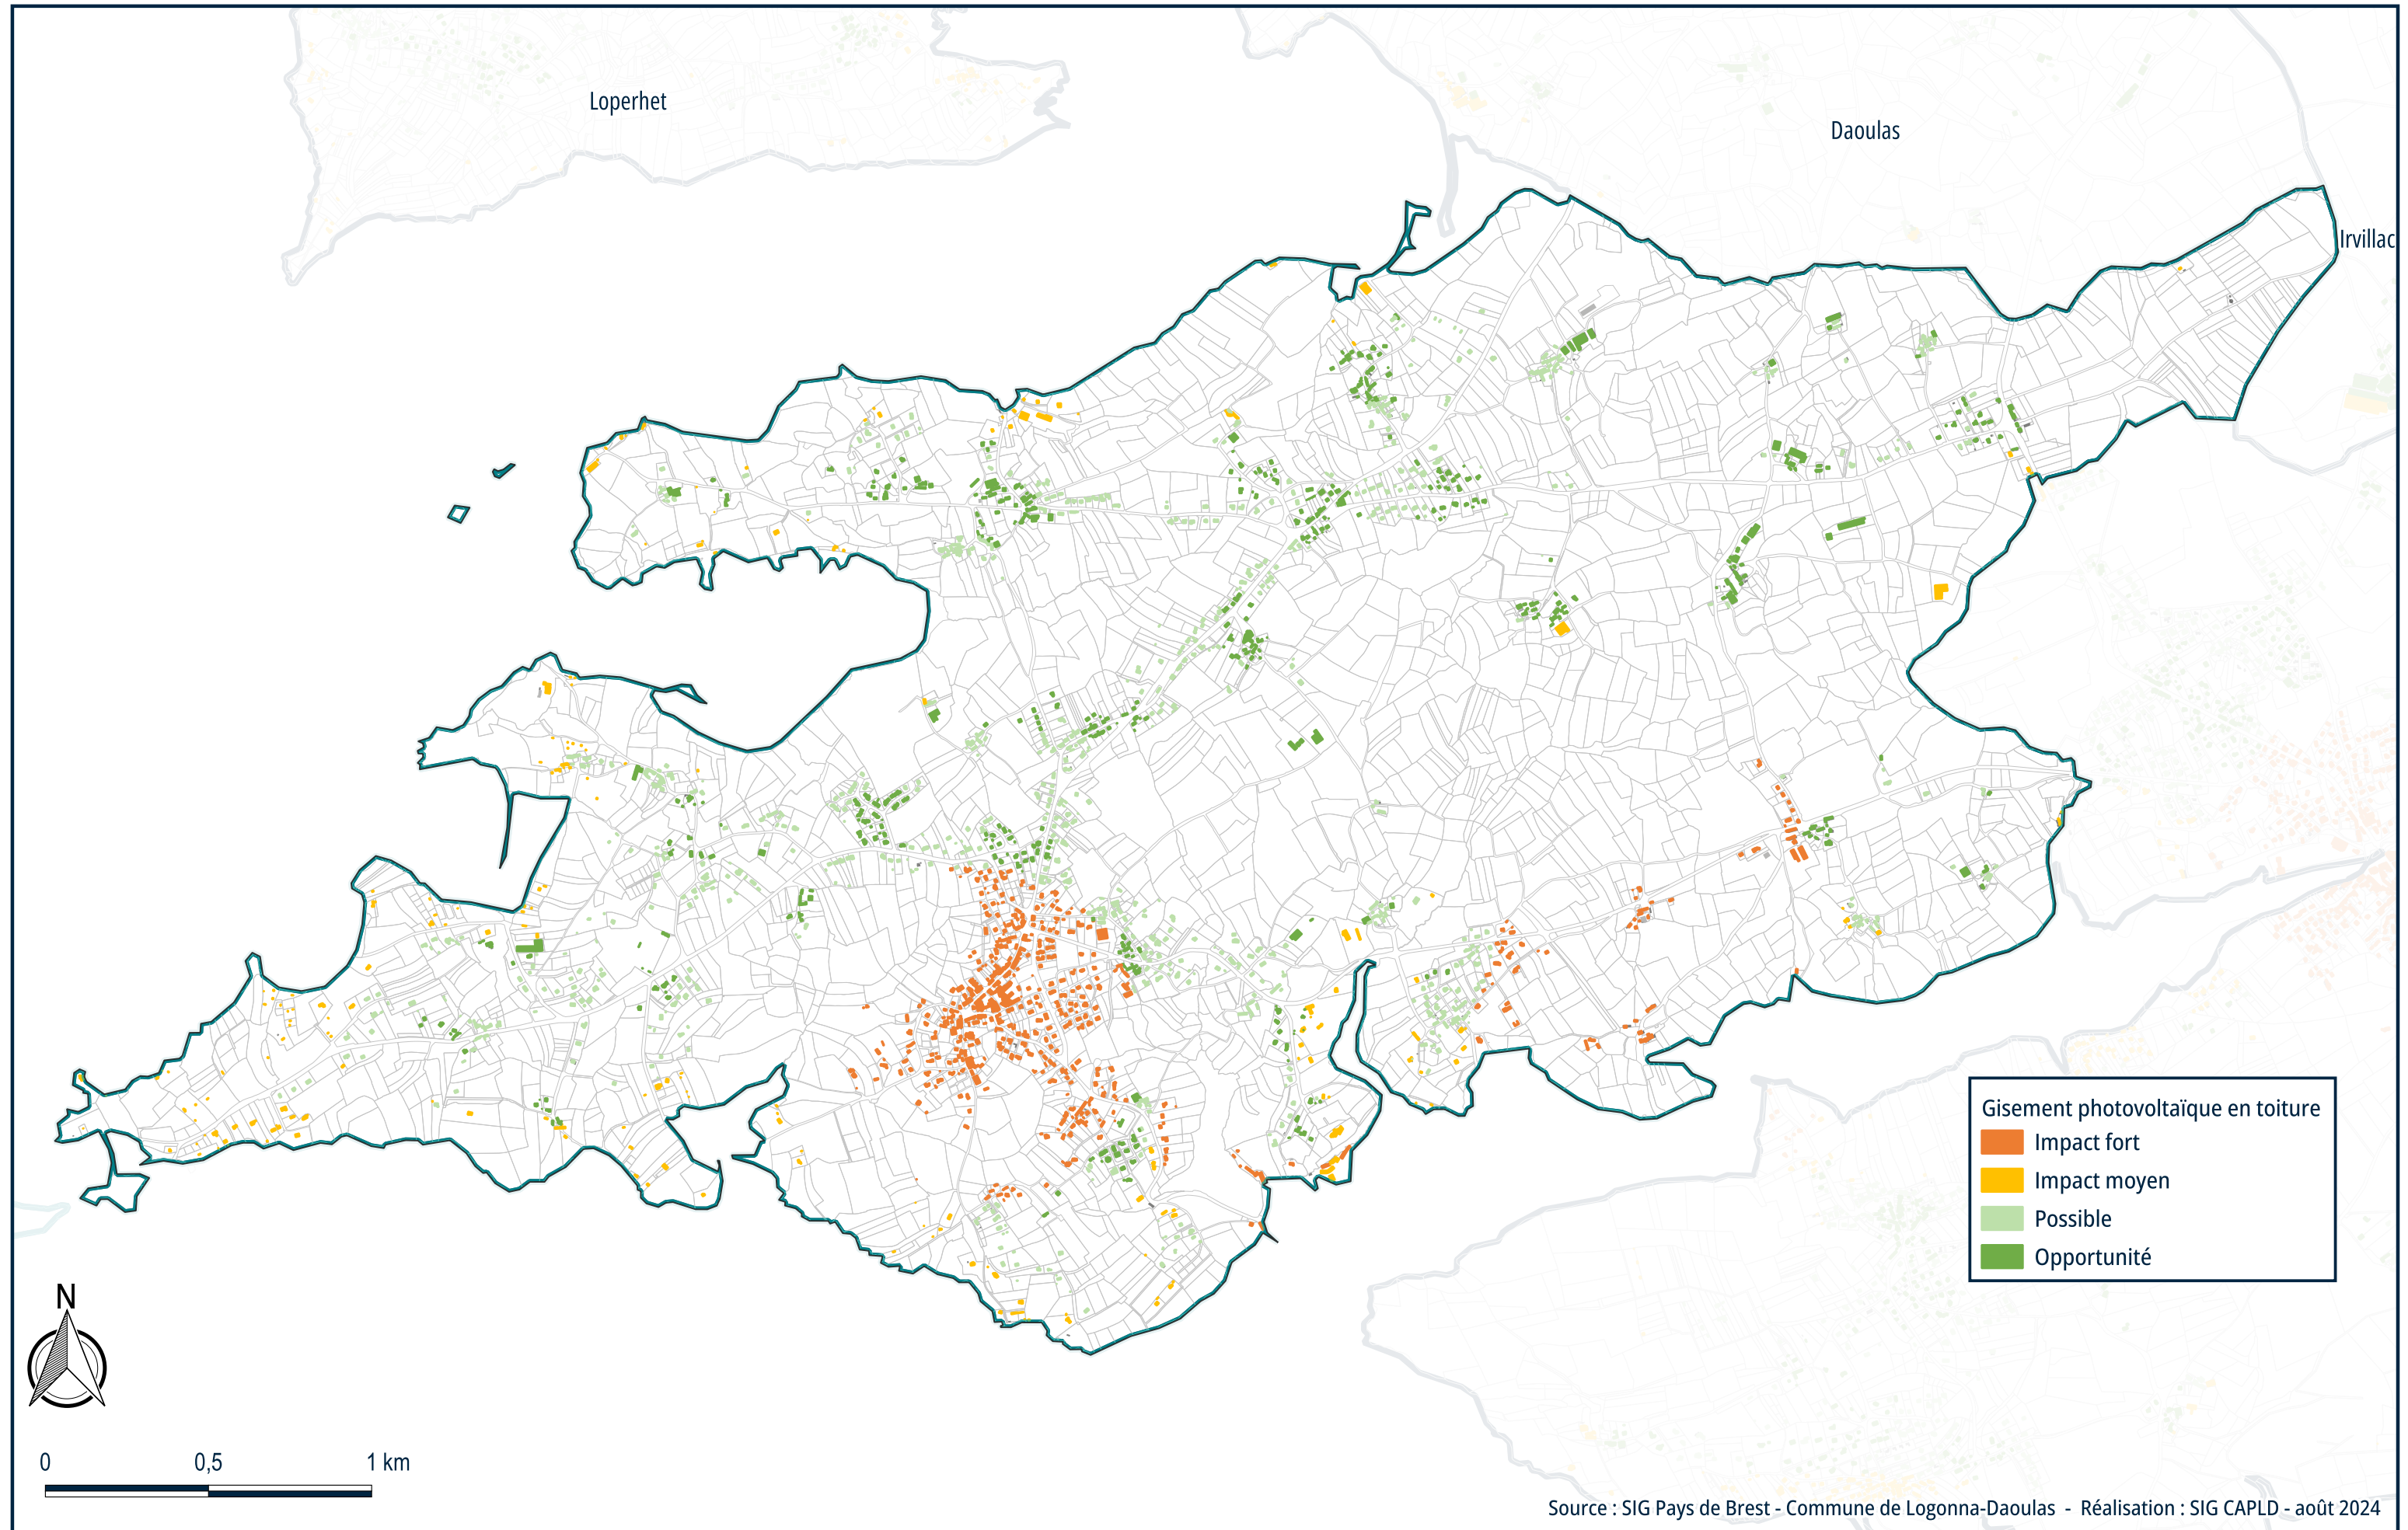 Loperhet
Daoulas
Irvillac
Gisement photovoltaïque en toiture
Impact fort
Impact moyen
Possible
Opportunité
N
0 0,5 1 km
Source : SIG Pays de Brest - Commune de Logonna-Daoulas - Réalisation : SIG CAPLD - août 2024